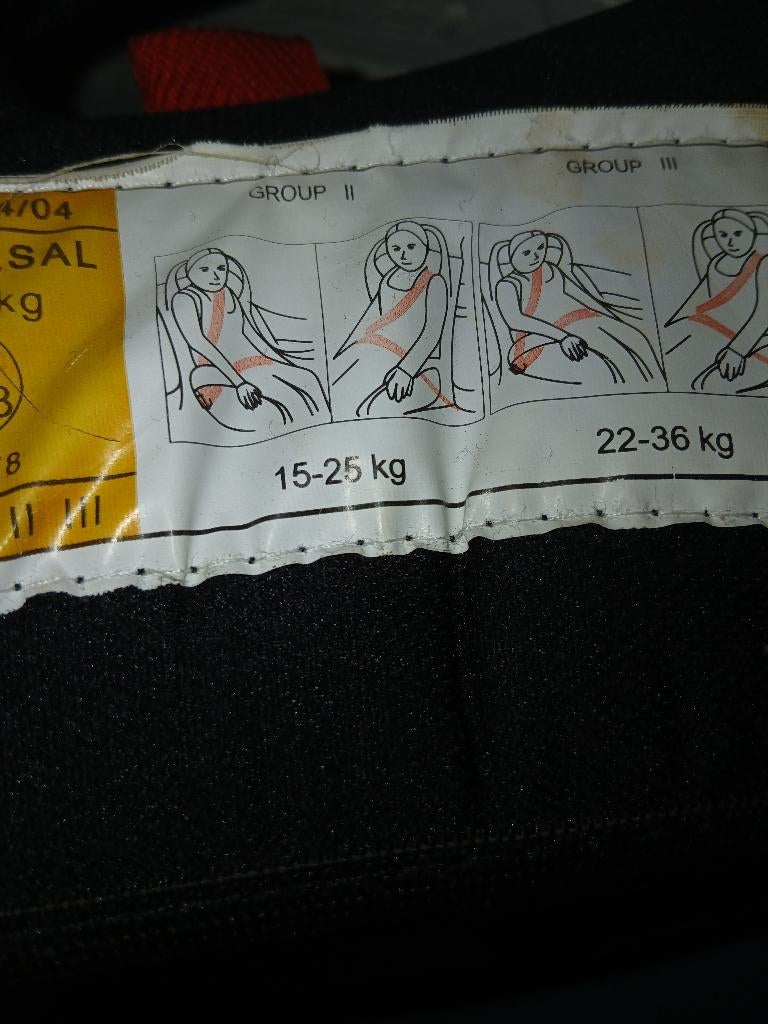 4/04
SAL
kg
8
II III
GROUP II
15-25 kg
GROUP III
22-36 kg